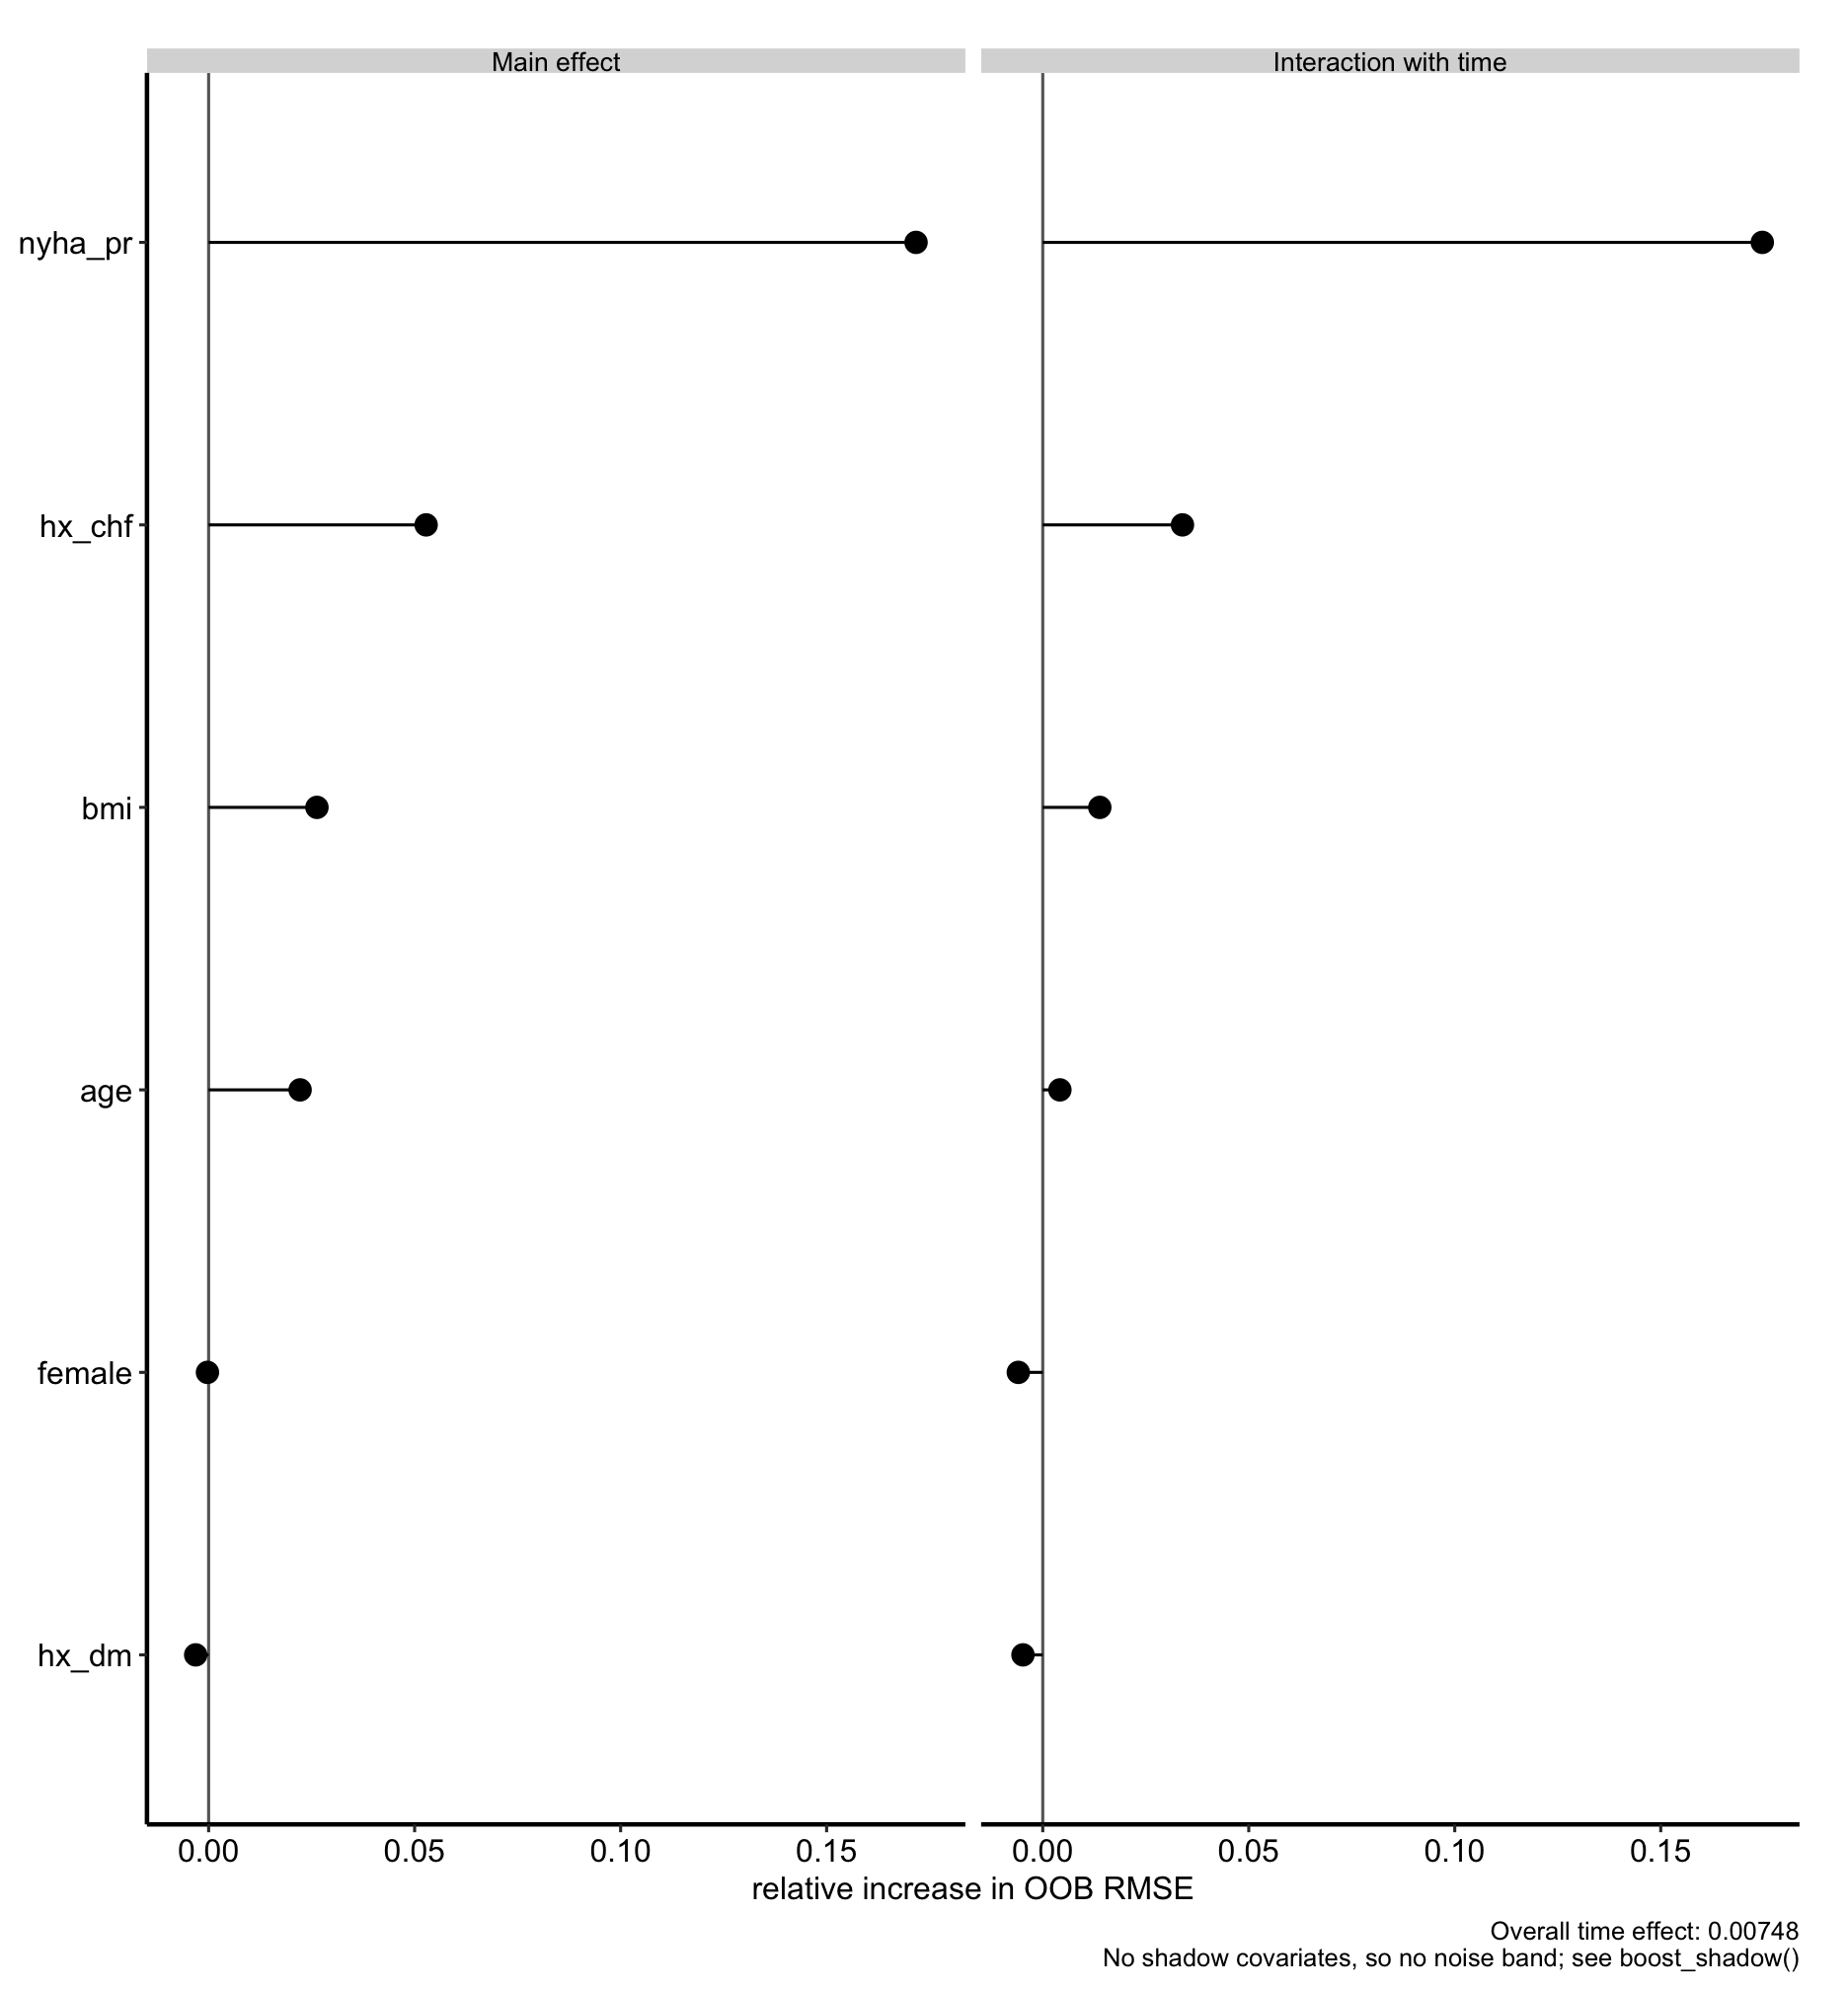 Main effect
Interaction with time
nyha_pr
hx_chf
bmi
age
female
hx_dm
0.00 0.05 0.10 0.15
0.00 0.05 0.10 0.15
relative increase in OOB RMSE
Overall time effect: 0.00748
No shadow covariates, so no noise band; see boost_shadow()